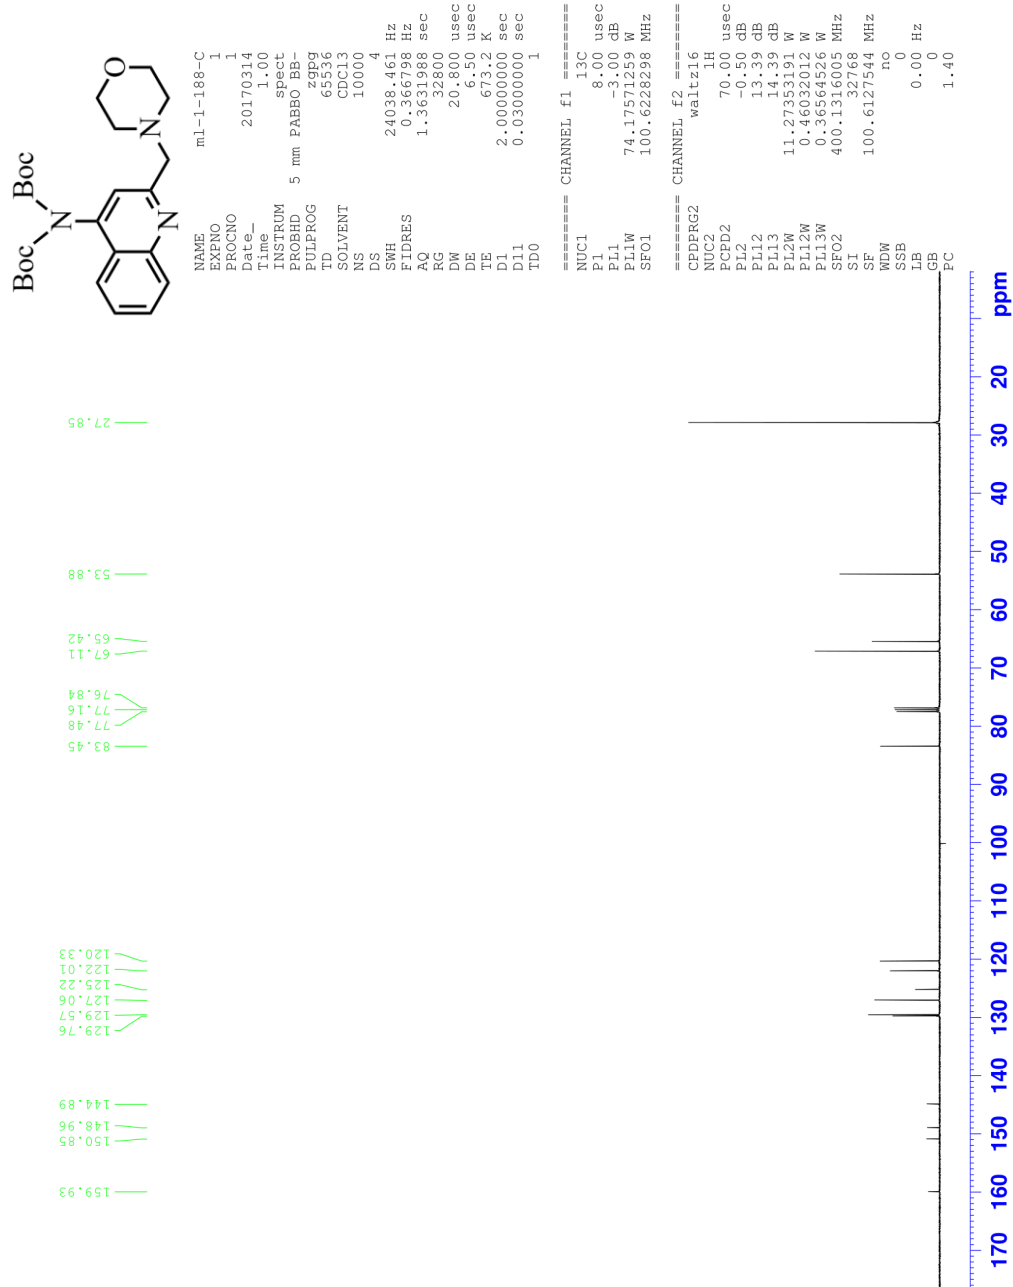 Boc
Boc
N
N
N
O
NAME ml-1-188-C
EXPNO 1
PROCNO 1
Date_ 20170314
Time 1.00
INSTRUM spect
PROBHD 5 mm PABBO BB-
PULPROG zgpg
TD 65536
SOLVENT CDCl3
NS 10000
DS 4
SWH 24038.461 Hz
FIDRES 0.366798 Hz
AQ 1.3631988 sec
RG 32800
DW 20.800 usec
DE 6.50 usec
TE 673.2 K
D1 2.00000000 sec
D11 0.03000000 sec
TD0 1
======== CHANNEL f1 ========
NUC1 13C
P1 8.00 usec
PL1 -3.00 dB
PL1W 74.17571259 W
SFO1 100.6228298 MHz
======== CHANNEL f2 ========
CPDPRG2 waltz16
NUC2 1H
PCPD2 70.00 usec
PL2 -0.50 dB
PL12 13.39 dB
PL13 14.39 dB
PL2W 11.27353191 W
PL12W 0.46032012 W
PL13W 0.36564526 W
SFO2 400.1316005 MHz
SI 32768
SF 100.6127544 MHz
WDW no
SSB 0
LB 0.00 Hz
GB 0
PC 1.40
159.93
150.85
148.96
144.89
129.76
129.57
127.06
125.22
122.01
120.33
83.45
77.48
77.16
76.84
67.11
65.42
53.88
27.85
170 160 150 140 130 120 110 100 90 80 70 60 50 40 30 20 ppm